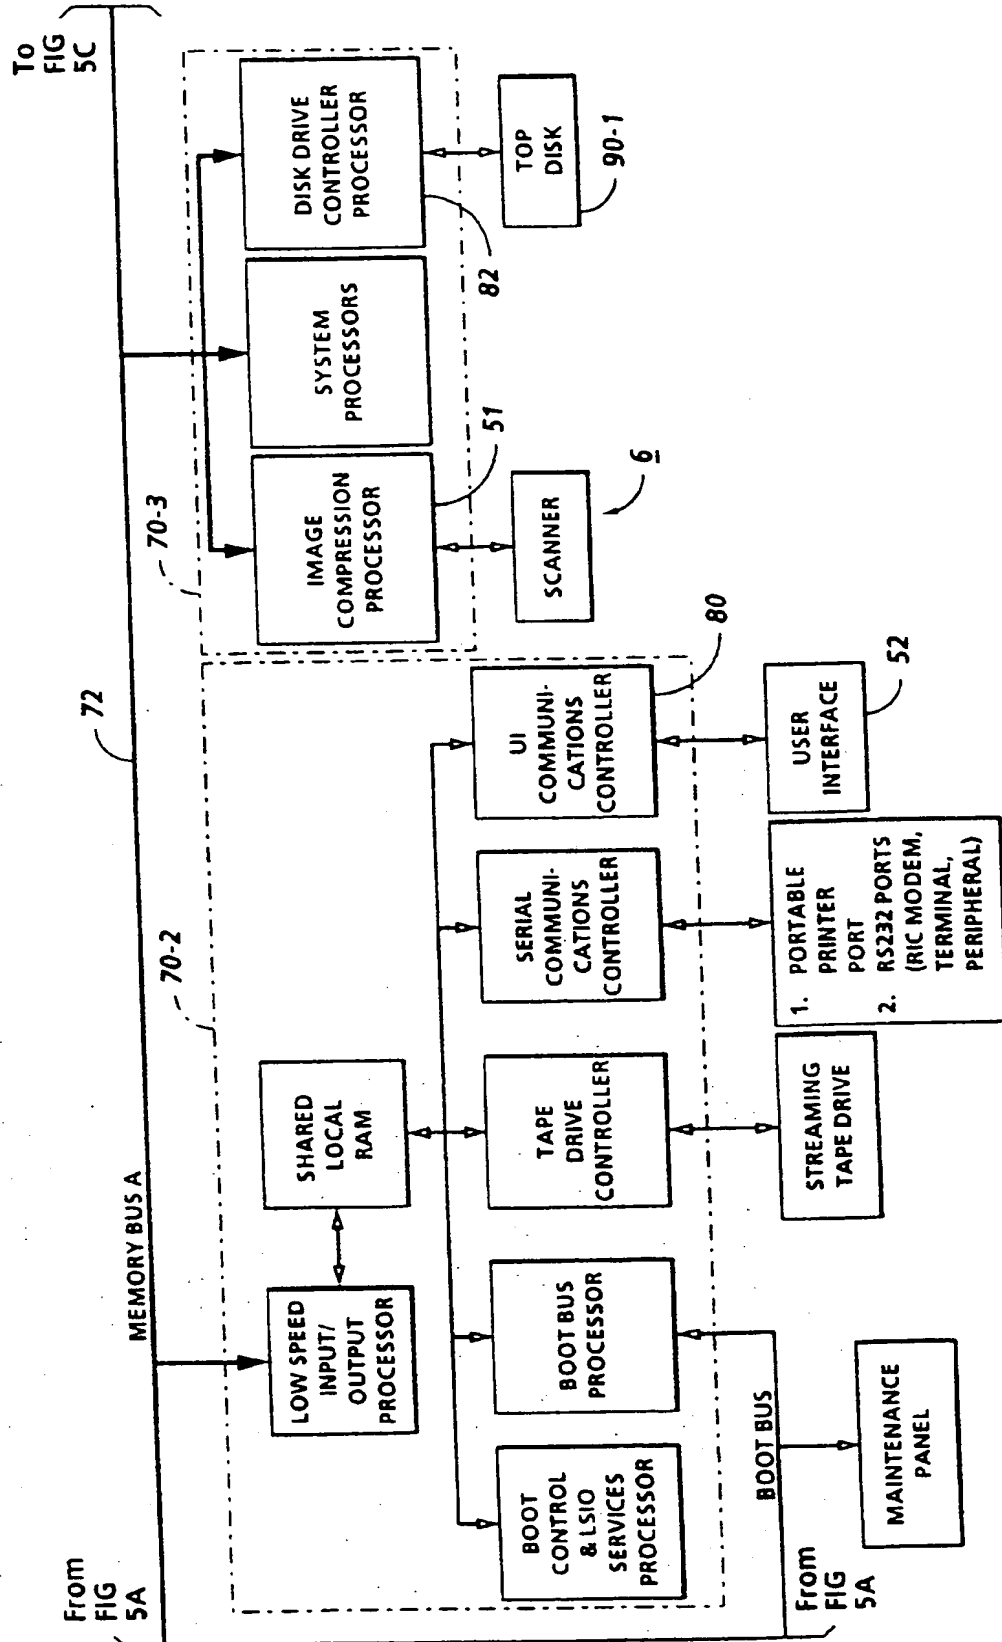 From
FIG
5A
MEMORY BUS A
72
To
FIG
5C
70-2
70-3
LOW SPEED
INPUT/
OUTPUT
PROCESSOR
SHARED
LOCAL
RAM
IMAGE
COMPRESSION
PROCESSOR
SYSTEM
PROCESSORS
DISK DRIVE
CONTROLLER
PROCESSOR
51
82
BOOT
CONTROL
& LSIO
SERVICES
PROCESSOR
BOOT BUS
PROCESSOR
TAPE
DRIVE
CONTROLLER
SERIAL
COMMUNI-
CATIONS
CONTROLLER
UI
COMMUNI-
CATIONS
CONTROLLER
80
SCANNER
6
TOP
DISK
90-1
BOOT BUS
From
FIG
5A
MAINTENANCE
PANEL
STREAMING
TAPE DRIVE
1. PORTABLE
PRINTER
PORT
2. RS232 PORTS
(RIC MODEM,
TERMINAL,
PERIPHERAL)
USER
INTERFACE
52